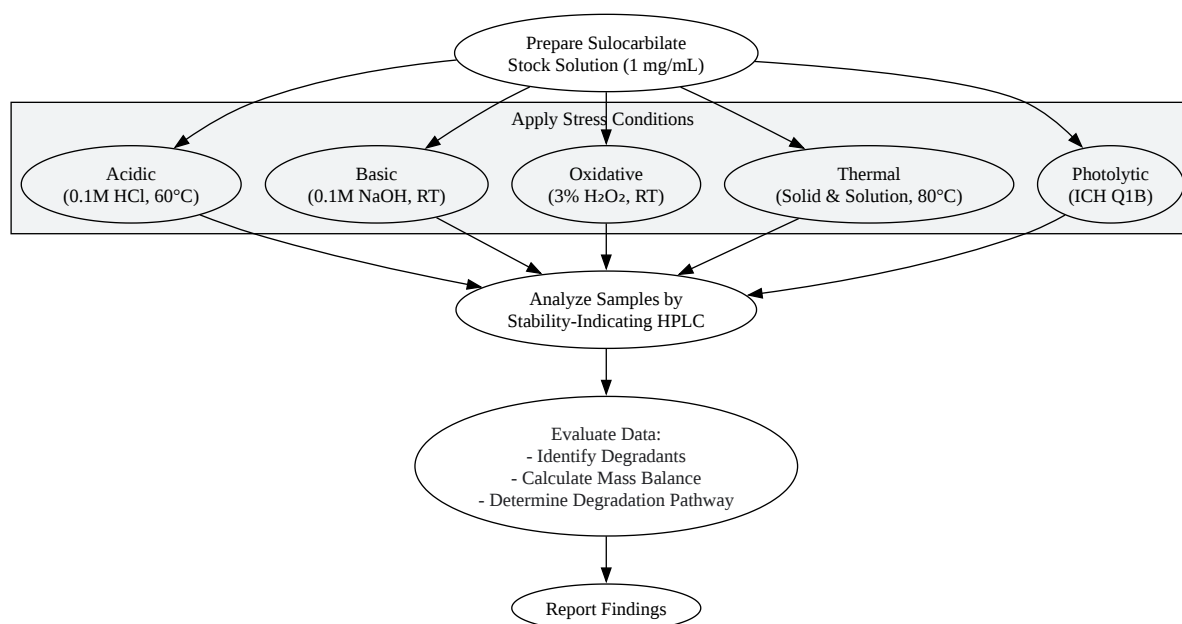 Prepare Sulocarbilate
Stock Solution (1 mg/mL)
Apply Stress Conditions
Acidic
(0.1M HCl, 60°C)
Basic
(0.1M NaOH, RT)
Oxidative
(3% H₂O₂, RT)
Thermal
(Solid & Solution, 80°C)
Photolytic
(ICH Q1B)
Analyze Samples by
Stability-Indicating HPLC
Evaluate Data:
- Identify Degradants
- Calculate Mass Balance
- Determine Degradation Pathway
Report Findings